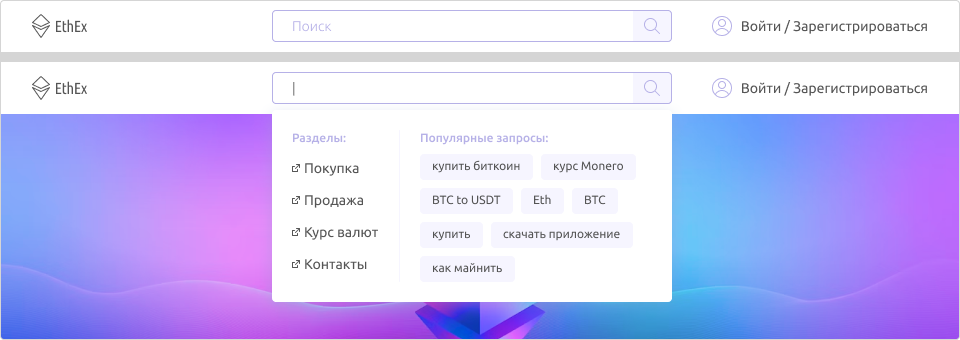 EthEx
Поиск
Войти / Зарегистрироваться
EthEx
Войти / Зарегистрироваться
Разделы:
Покупка
Продажа
Курс валют
Контакты
Популярные запросы:
купить биткоин курс Monero
BTC to USDT Eth BTC
купить скачать приложение
как майнить